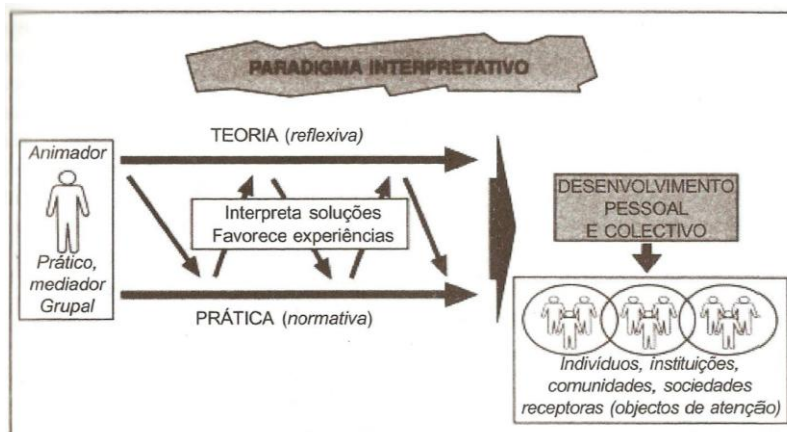 PARADIGMA INTERPRETATIVO
TEORIA (reflexiva)
Animador
Prático,
mediador
Grupal
Interpreta soluções
Favorece experiências
PRÁTICA (normativa)
DESENVOLVIMENTO
PESSOAL
E COLECTIVO
Indivíduos, instituições,
comunidades, sociedades
receptoras (objectos de atenção)